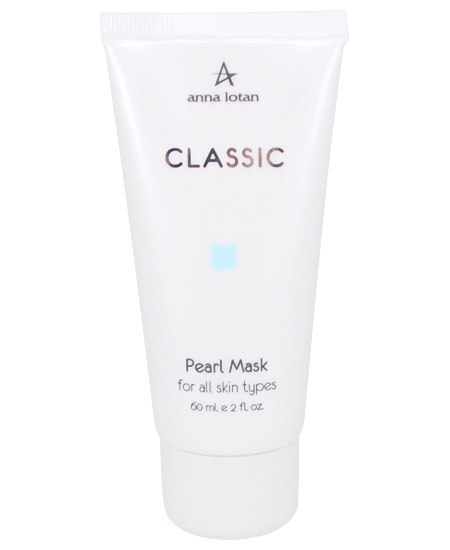 anna lotan
CLASSIC
Pearl Mask
for all skin types
60 ml. e 2 fl. oz.